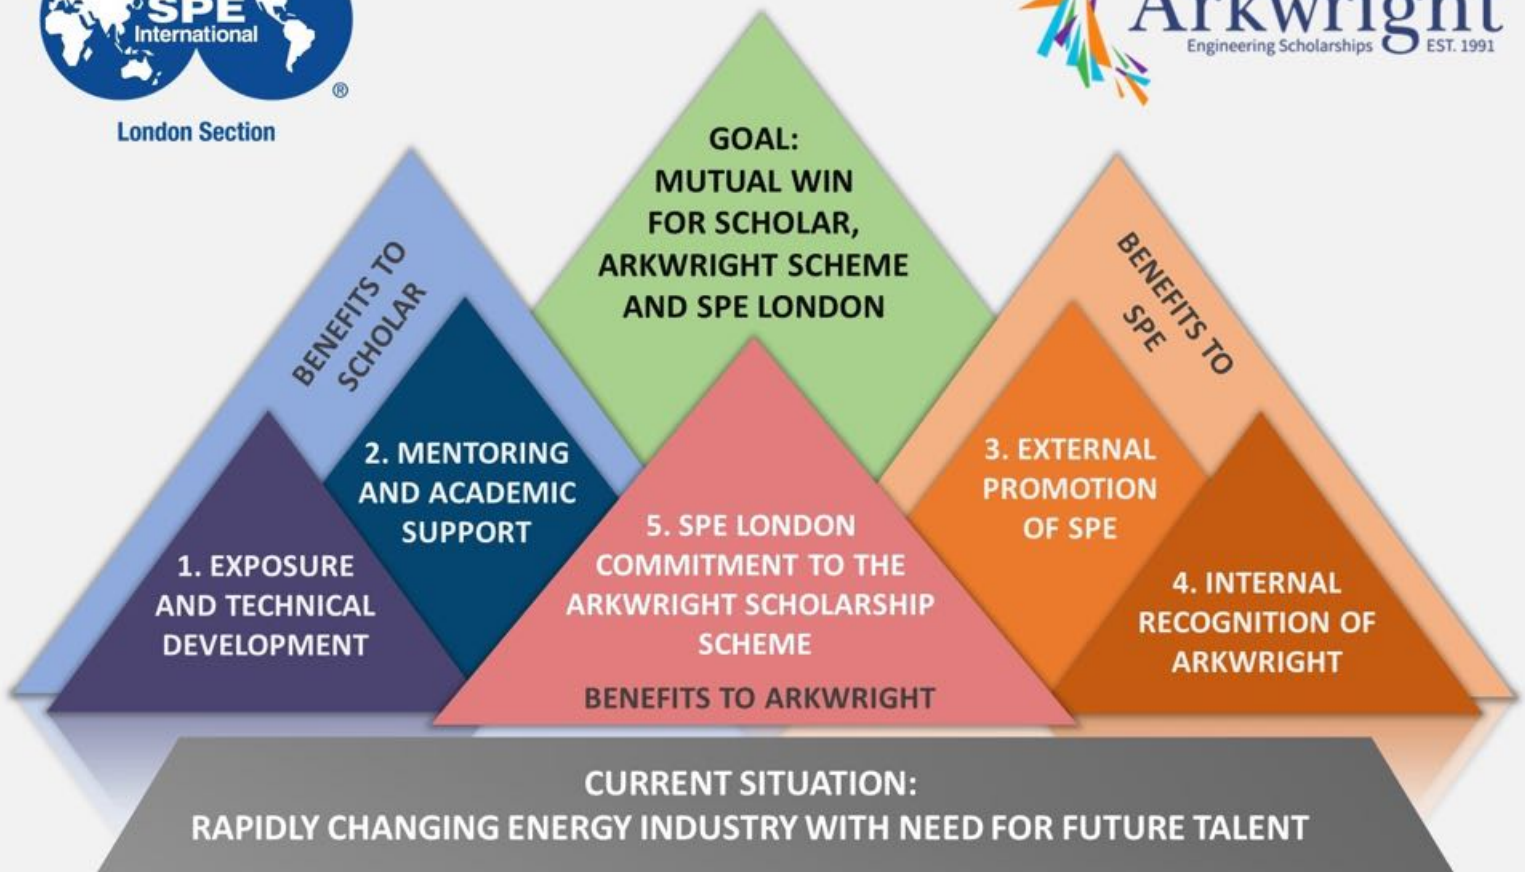 SPE
International
®
London Section
Arkwright
Engineering Scholarships
EST. 1991
GOAL:
MUTUAL WIN
FOR SCHOLAR,
ARKWRIGHT SCHEME
AND SPE LONDON
BENEFITS TO
SCHOLAR
BENEFITS TO
SPE
1. EXPOSURE
AND TECHNICAL
DEVELOPMENT
2. MENTORING
AND ACADEMIC
SUPPORT
5. SPE LONDON
COMMITMENT TO THE
ARKWRIGHT SCHOLARSHIP
SCHEME
BENEFITS TO ARKWRIGHT
3. EXTERNAL
PROMOTION
OF SPE
4. INTERNAL
RECOGNITION OF
ARKWRIGHT
CURRENT SITUATION:
RAPIDLY CHANGING ENERGY INDUSTRY WITH NEED FOR FUTURE TALENT